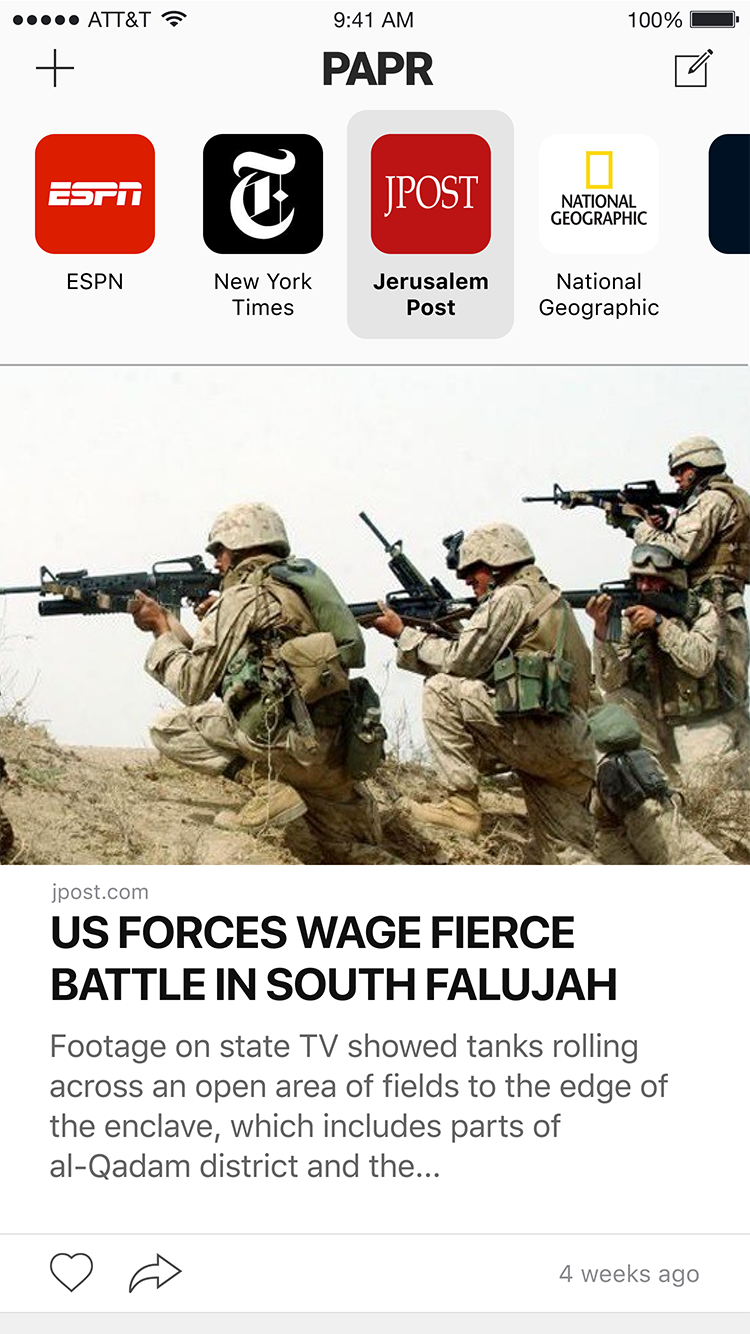 ATT&T 9:41 AM 100%
PAPR
ESPN
T
JPOST
NATIONAL
GEOGRAPHIC
ESPN
New York
Times
Jerusalem
Post
National
Geographic
jpost.com
US FORCES WAGE FIERCE
BATTLE IN SOUTH FALUJAH
Footage on state TV showed tanks rolling
across an open area of fields to the edge of
the enclave, which includes parts of
al-Qadam district and the...
4 weeks ago